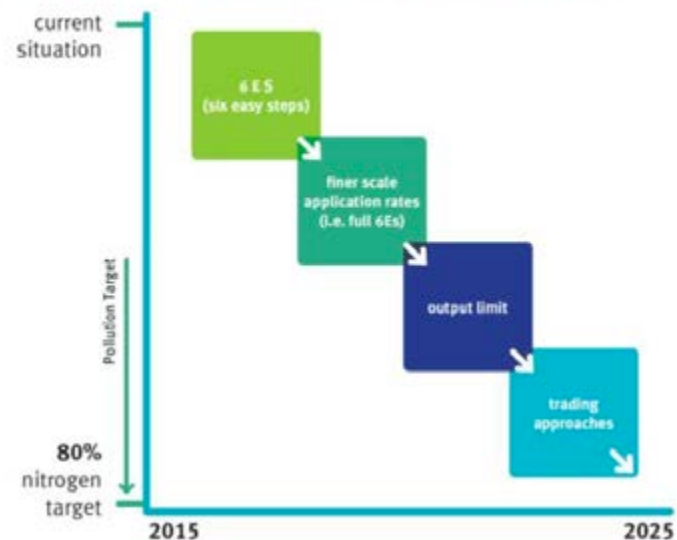 current
situation
6 E S
(six easy steps)
finer scale
application rates
(i.e. full 6Es)
output limit
trading
approaches
Pollution Target
80%
nitrogen
target
2015
2025